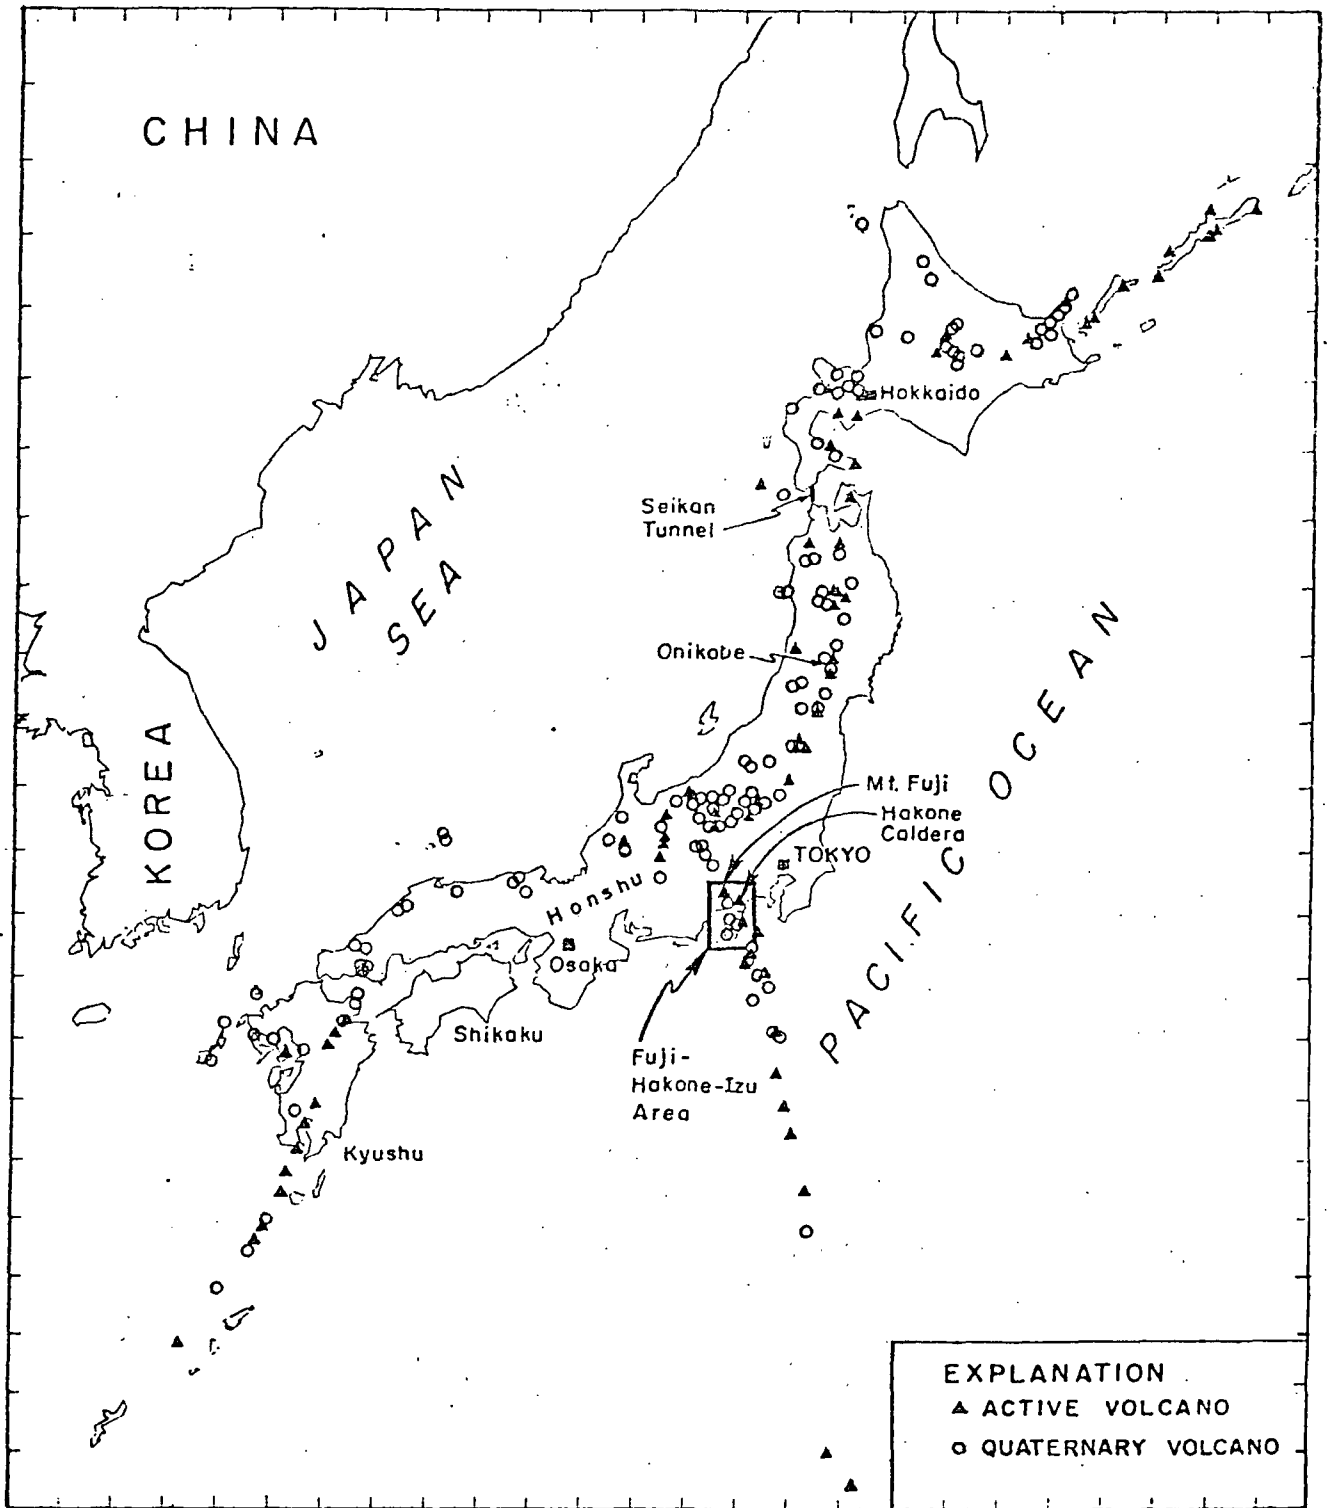 CHINA
Hokkaido
JAPAN
SEA
Seikan
Tunnel
Onikobe
KOREA
PACIFIC OCEAN
Mt. Fuji
Hakone
Caldera
TOKYO
Honshu
Osaka
Shikaku
Fuji-
Hakone-Izu
Area
Kyushu
EXPLANATION
ACTIVE VOLCANO
QUATERNARY VOLCANO